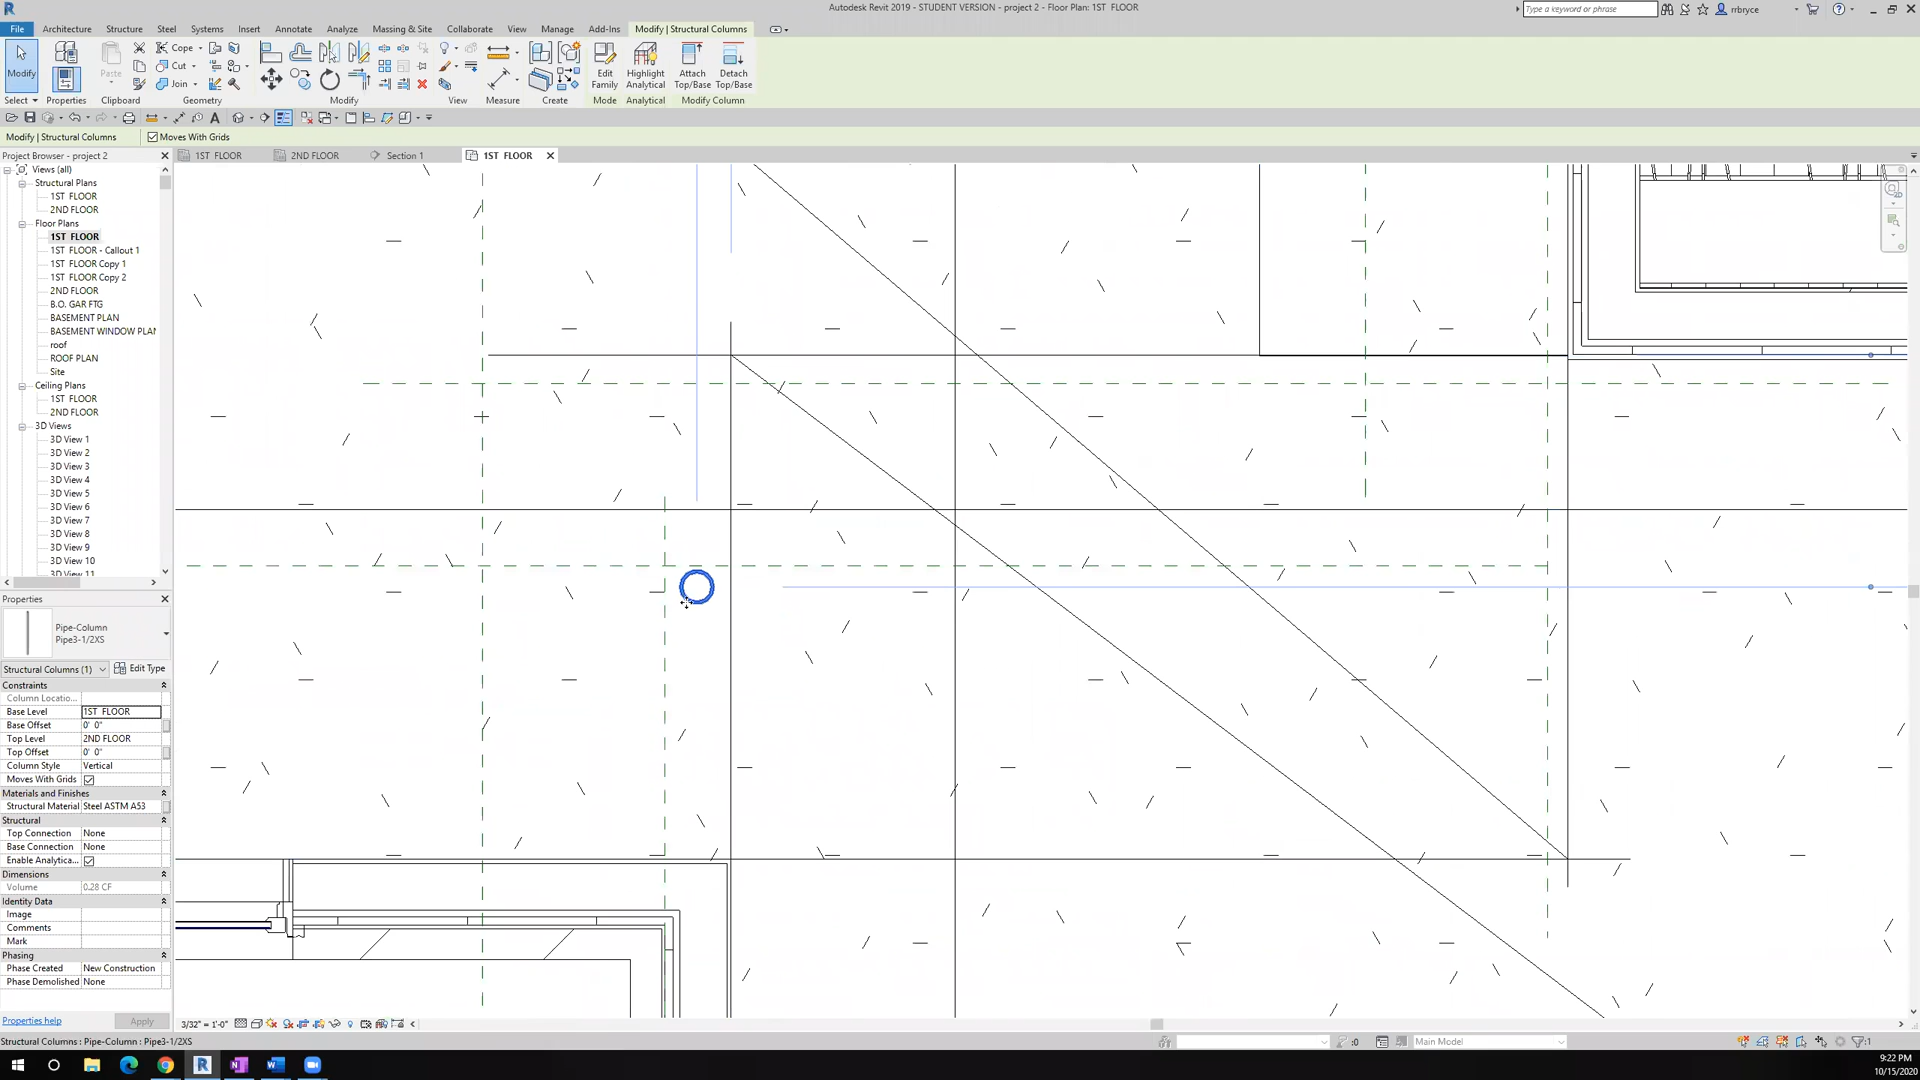 Autodesk Revit 2019 - STUDENT VERSION - project 2 - Floor Plan: 1ST FLOOR
Type a keyword or phrase
rrbryce
File Architecture Structure Steel Systems Insert Annotate Analyze Massing & Site Collaborate View Manage Add-Ins Modify | Structural Columns
Modify
Paste
Cope
Cut
Join
Edit Family
Highlight Analytical
Attach Top/Base
Detach Top/Base
Select Properties Clipboard Geometry Modify View Measure Create Mode Analytical Modify Column
Modify | Structural Columns Moves With Grids
Project Browser - project 2
1ST FLOOR 2ND FLOOR Section 1 1ST FLOOR
Views (all)
Structural Plans
1ST FLOOR
2ND FLOOR
Floor Plans
1ST FLOOR
1ST FLOOR - Callout 1
1ST FLOOR Copy 1
1ST FLOOR Copy 2
2ND FLOOR
B.O. GAR FTG
BASEMENT PLAN
BASEMENT WINDOW PLAN
roof
ROOF PLAN
Site
Ceiling Plans
1ST FLOOR
2ND FLOOR
3D Views
3D View 1
3D View 2
3D View 3
3D View 4
3D View 5
3D View 6
3D View 7
3D View 8
3D View 9
3D View 10
3D View 11
Properties
Pipe-Column
Pipe3-1/2XS
Structural Columns (1) Edit Type
Constraints
Column Locatio...
Base Level 1ST FLOOR
Base Offset 0' 0"
Top Level 2ND FLOOR
Top Offset 0' 0"
Column Style Vertical
Moves With Grids
Materials and Finishes
Structural Material Steel ASTM A53
Structural
Top Connection None
Base Connection None
Enable Analytica...
Dimensions
Volume 0.28 CF
Identity Data
Image
Comments
Mark
Phasing
Phase Created New Construction
Phase Demolished None
Properties help Apply
3/32" = 1'-0"
Structural Columns : Pipe-Column : Pipe3-1/2XS
:0
Main Model
:1
9:22 PM
10/15/2020